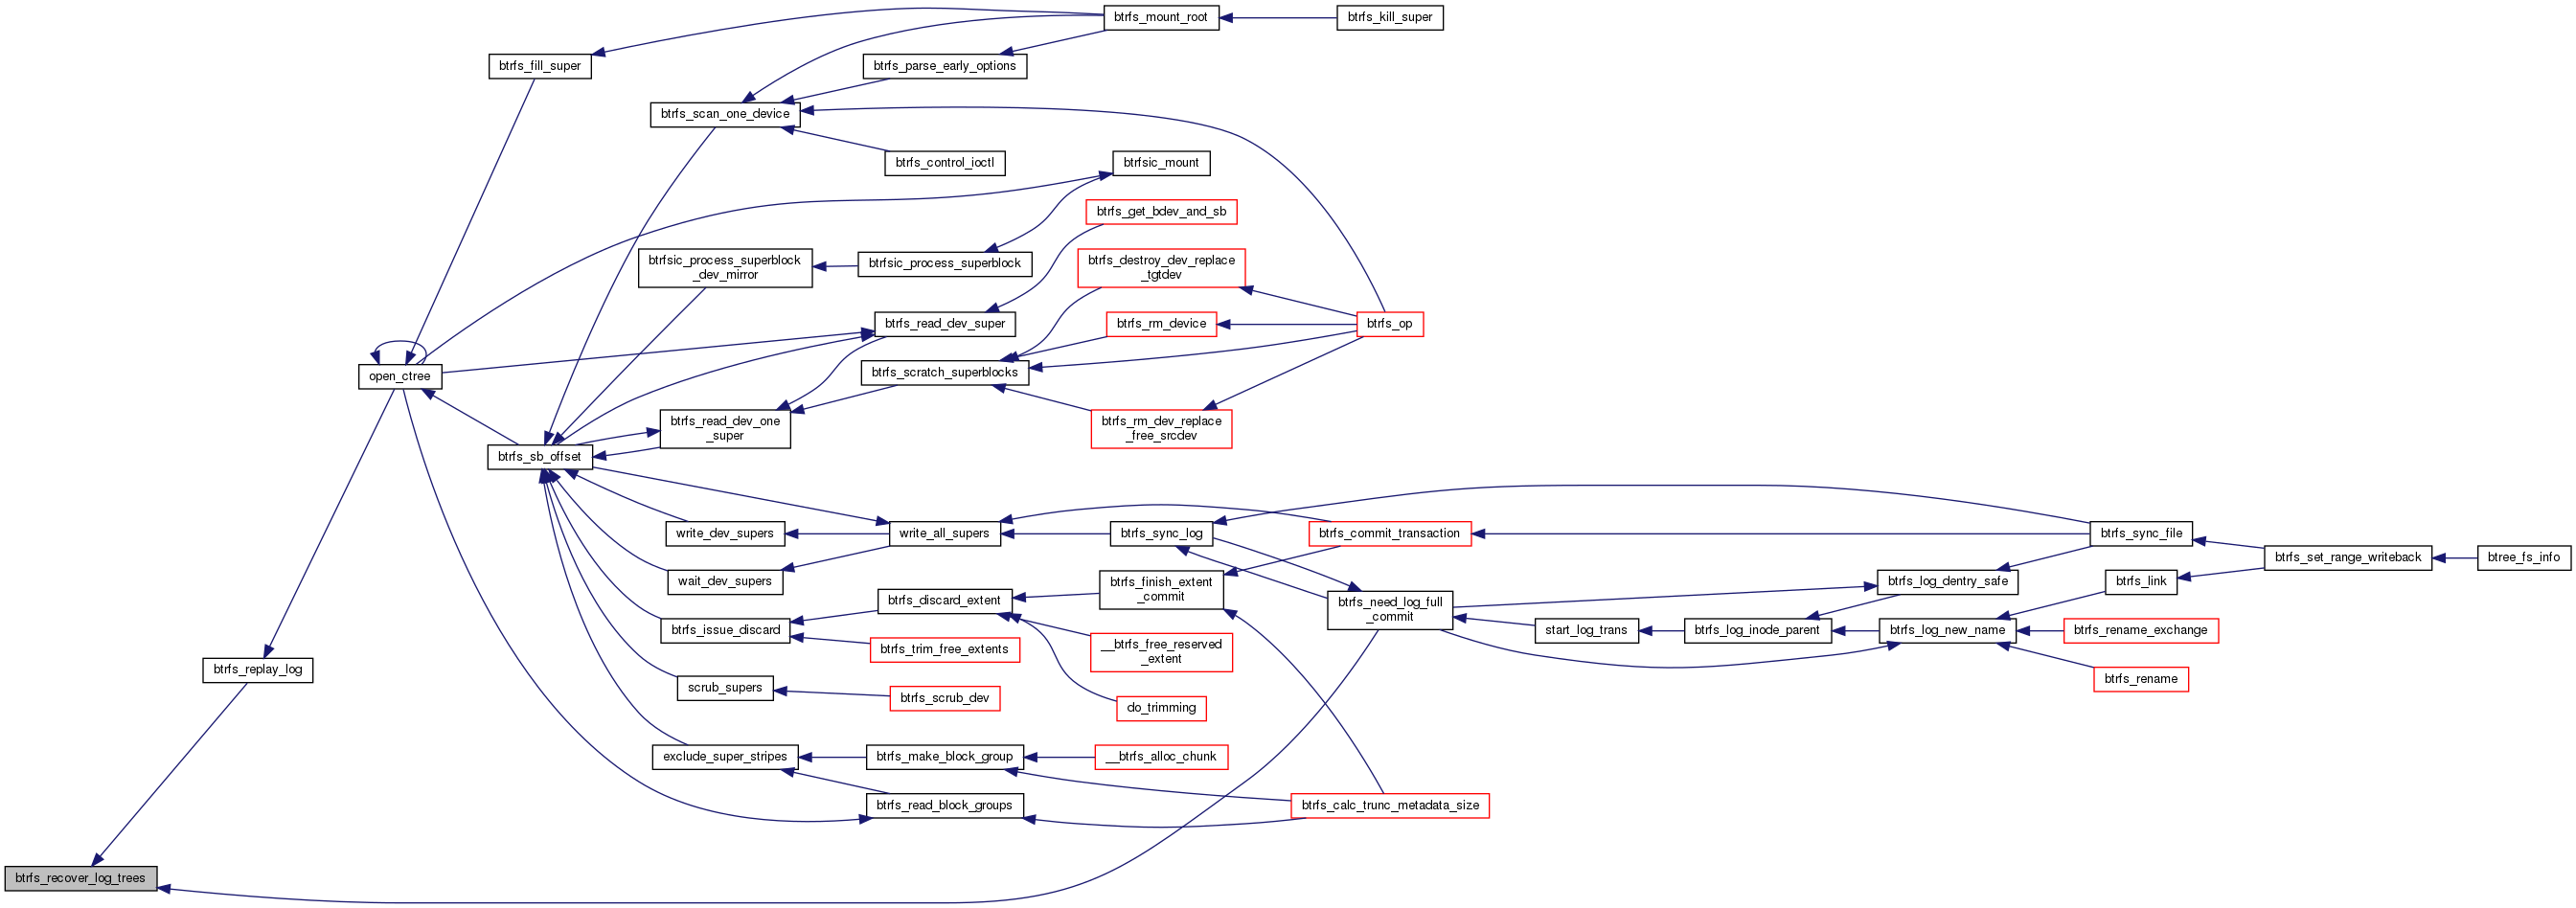 btrfs_mount_root
btrfs_kill_super
btrfs_fill_super
btrfs_parse_early_options
btrfs_scan_one_device
btrfs_control_ioctl
btrfsic_mount
btrfs_get_bdev_and_sb
btrfsic_process_superblock
_dev_mirror
btrfsic_process_superblock
btrfs_destroy_dev_replace
_tgtdev
btrfs_read_dev_super
btrfs_rm_device
btrfs_op
open_ctree
btrfs_scratch_superblocks
btrfs_read_dev_one
_super
btrfs_rm_dev_replace
_free_srcdev
btrfs_sb_offset
write_dev_supers
write_all_supers
btrfs_sync_log
btrfs_commit_transaction
btrfs_sync_file
btrfs_set_range_writeback
btree_fs_info
wait_dev_supers
btrfs_finish_extent
_commit
btrfs_log_dentry_safe
btrfs_link
btrfs_discard_extent
btrfs_need_log_full
_commit
btrfs_issue_discard
start_log_trans
btrfs_log_inode_parent
btrfs_log_new_name
btrfs_rename_exchange
btrfs_trim_free_extents
__btrfs_free_reserved
_extent
btrfs_replay_log
btrfs_rename
scrub_supers
btrfs_scrub_dev
do_trimming
exclude_super_stripes
btrfs_make_block_group
__btrfs_alloc_chunk
btrfs_read_block_groups
btrfs_calc_trunc_metadata_size
btrfs_recover_log_trees